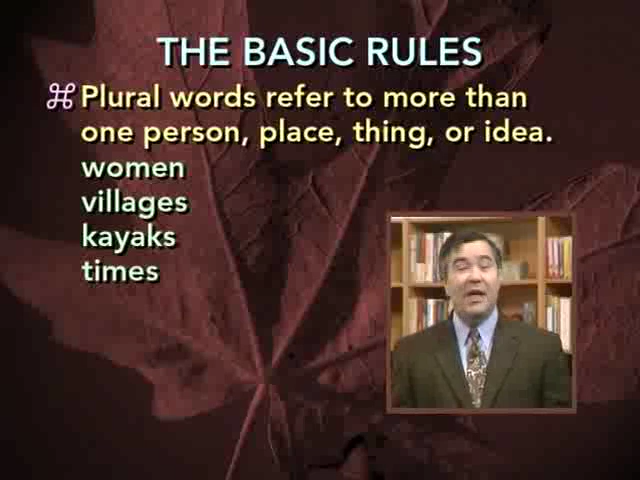 THE BASIC RULES
⌘ Plural words refer to more than
one person, place, thing, or idea.
women
villages
kayaks
times